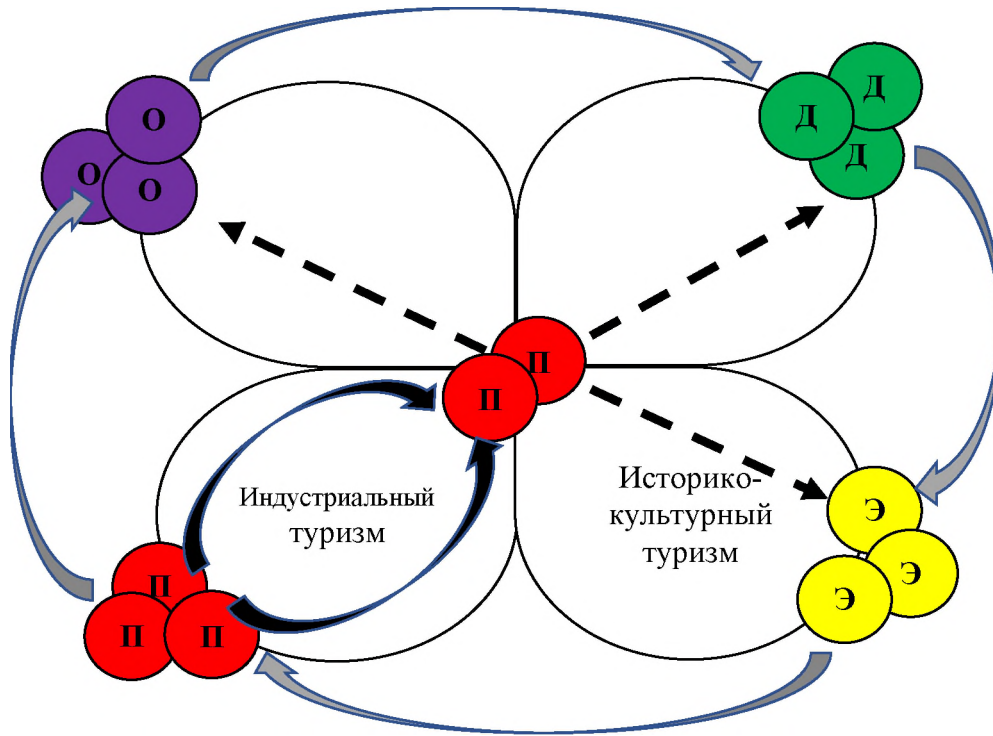 О
О
О
Д
Д
Д
П
П
Индустриальный
туризм
Историко-
культурный
туризм
Э
Э
Э
П
П
П